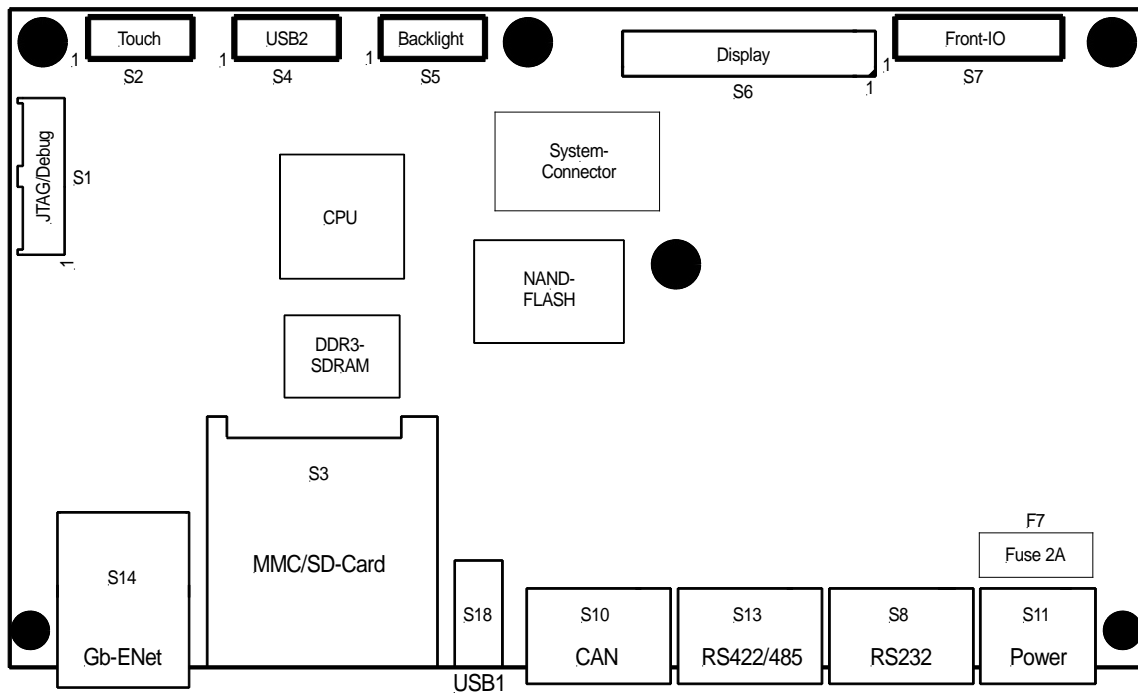 Touch
USB2
Backlight
Display
Front-IO
1
1
1
1
1
S2
S4
S5
S6
S7
JTAG/Debug
S1
1
System-
Connector
CPU
NAND-
FLASH
DDR3-
SDRAM
S3
MMC/SD-Card
F7
Fuse 2A
S14
Gb-ENet
S18
USB1
S10
CAN
S13
RS422/485
S8
RS232
S11
Power